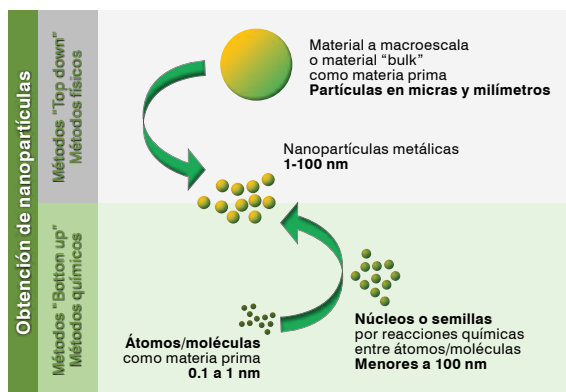 Obtención de nanopartículas
Métodos "Top down"
Métodos físicos
Material a macroescala
o material "bulk"
como materia prima
Partículas en micras y milímetros
Nanopartículas metálicas
1-100 nm
Métodos "Botton up"
Métodos químicos
Átomos/moléculas
como materia prima
0.1 a 1 nm
Núcleos o semillas
por reacciones químicas
entre átomos/moléculas
Menores a 100 nm